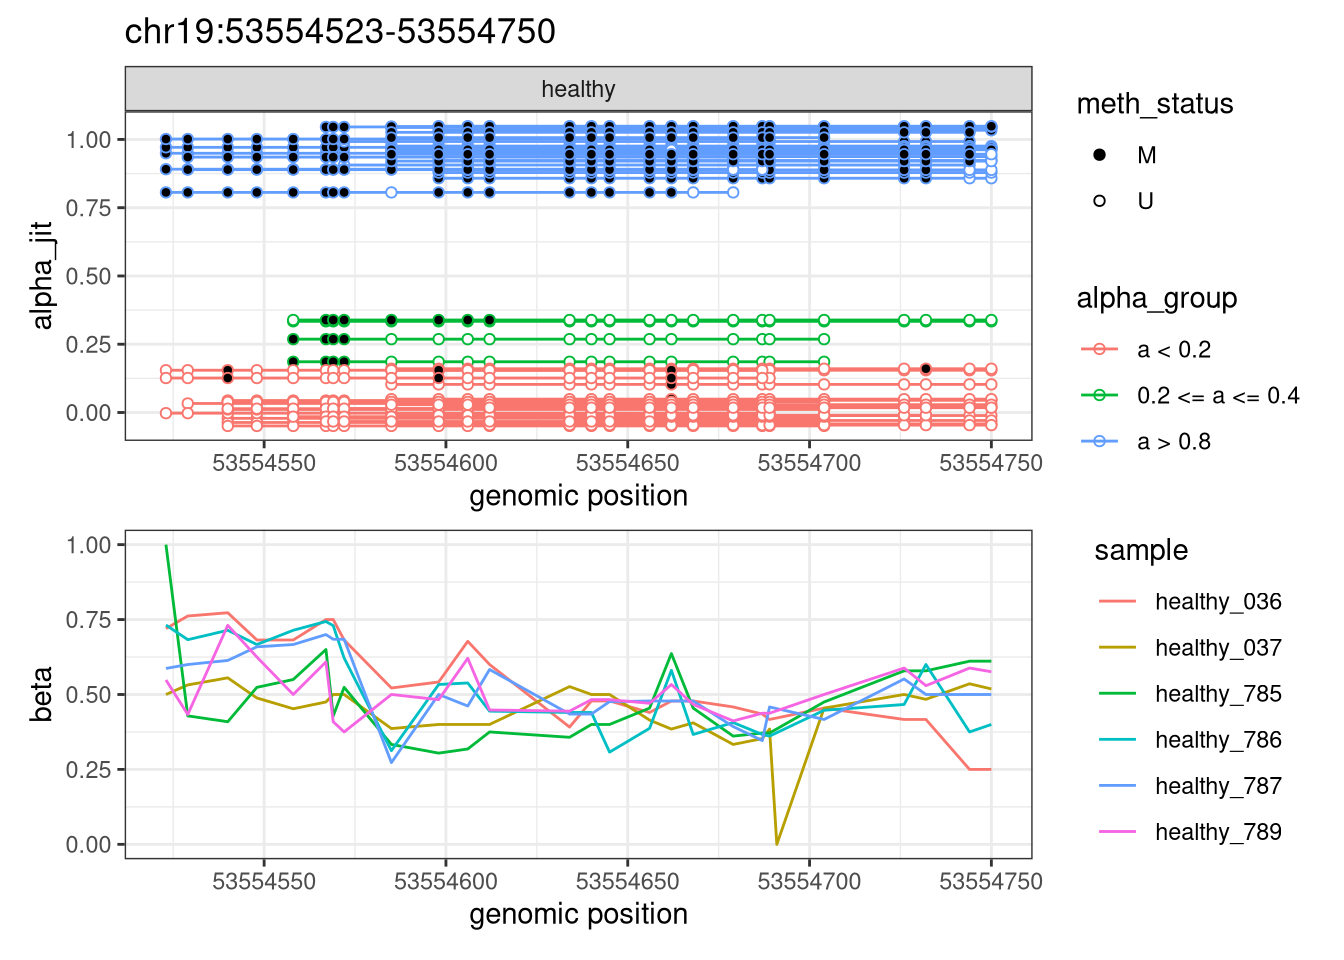 chr19:53554523-53554750
healthy
alpha_jit
1.00
0.75
0.50
0.25
0.00
53554550 53554600 53554650 53554700 53554750
genomic position
meth_status
M
U
alpha_group
a < 0.2
0.2 <= a <= 0.4
a > 0.8
beta
1.00
0.75
0.50
0.25
0.00
53554550 53554600 53554650 53554700 53554750
genomic position
sample
healthy_036
healthy_037
healthy_785
healthy_786
healthy_787
healthy_789